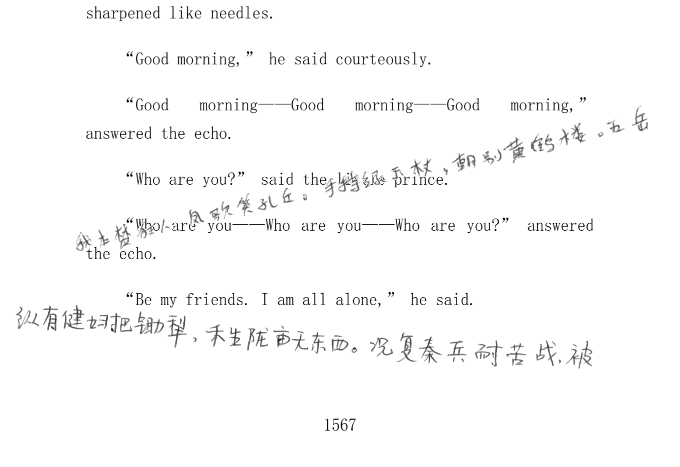 sharpened like needles.
“Good morning,” he said courteously.
“Good morning——Good morning——Good morning,”
answered the echo.
“Who are you?” said the little prince.
我本楚狂人，凤歌笑孔丘。手持绿玉杖，朝别黄鹤楼。五岳
“Who are you——Who are you——Who are you?” answered
the echo.
“Be my friends. I am all alone,” he said.
纵有健妇把锄犁，禾生陇亩无东西。况复秦兵耐苦战，被
1567